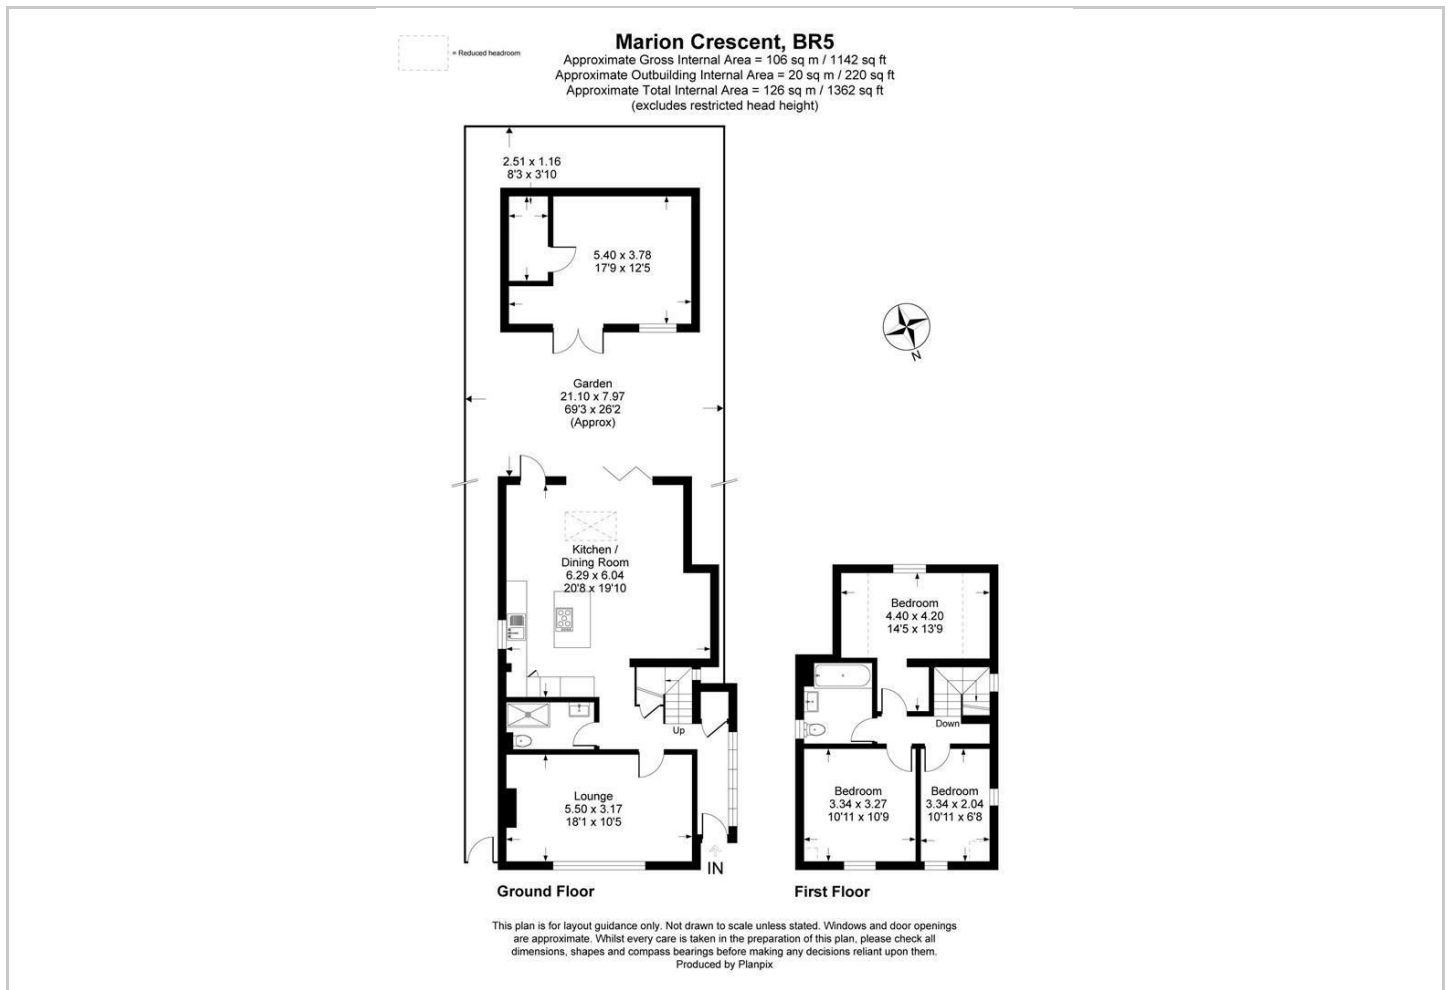 Marion Crescent, BR5
Approximate Gross Internal Area = 106 sq m / 1142 sq ft
Approximate Outbuilding Internal Area = 20 sq m / 220 sq ft
Approximate Total Internal Area = 126 sq m / 1362 sq ft
(excludes restricted head height)
= Reduced headroom
2.51 x 1.16
8'3 x 3'10
5.40 x 3.78
17'9 x 12'5
N
Garden
21.10 x 7.97
69'3 x 26'2
(Approx)
Kitchen /
Dining Room
6.29 x 6.04
20'8 x 19'10
Up
Lounge
5.50 x 3.17
18'1 x 10'5
IN
Ground Floor
Bedroom
4.40 x 4.20
14'5 x 13'9
Down
Bedroom
3.34 x 3.27
10'11 x 10'9
Bedroom
3.34 x 2.04
10'11 x 6'8
First Floor
This plan is for layout guidance only. Not drawn to scale unless stated. Windows and door openings
are approximate. Whilst every care is taken in the preparation of this plan, please check all
dimensions, shapes and compass bearings before making any decisions reliant upon them.
Produced by Planpix